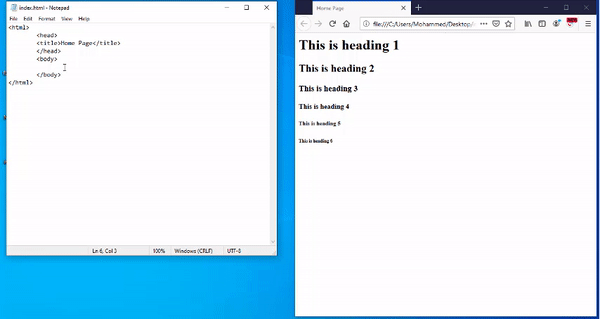 index.html - Notepad
File Edit Format View Help
<html>
<head>
<title>Home Page</title>
</head>
<body>
</body>
</html>
Ln 6, Col 3
100%
Windows (CRLF)
UTF-8
Home Page
file:///C:/Users/Mohammed/Desktop/
This is heading 1
This is heading 2
This is heading 3
This is heading 4
This is heading 5
This is heading 6